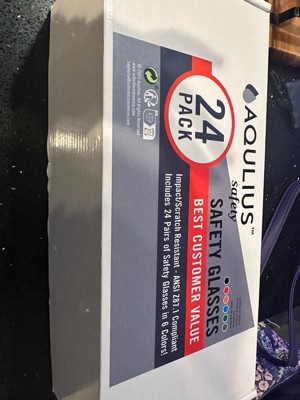 AQULIUS™
safety
24
PACK
SAFETY GLASSES
BEST CUSTOMER VALUE
Impact/Scratch Resistant - ANSI Z87.1 Compliant
Includes 24 Pairs of Safety Glasses in 6 Colors!